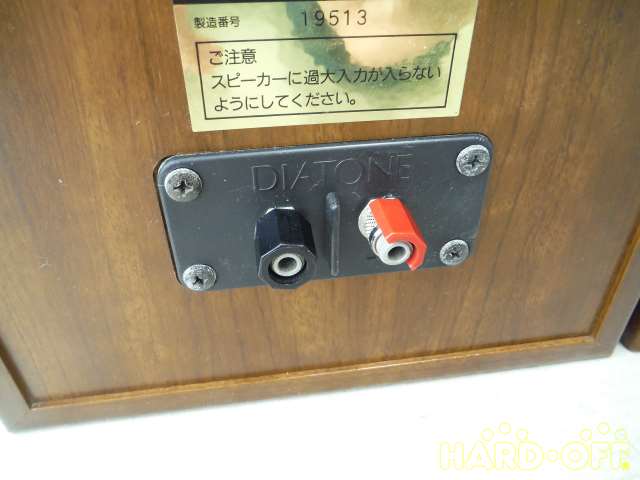 製造番号 19513
ご注意
スピーカーに過大入力が入らない
ようにしてください。
DIATONE
HARD・OFF